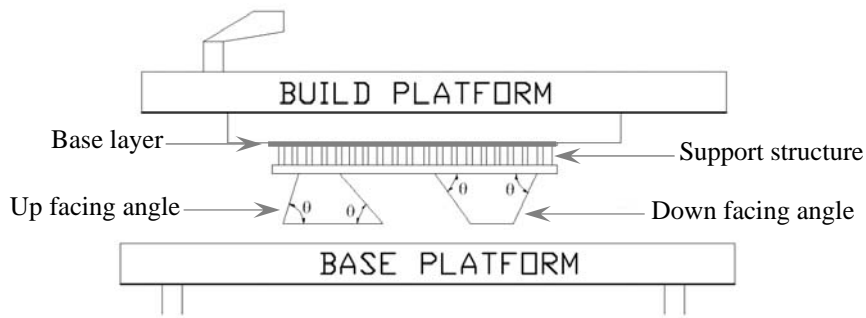 BUILD PLATFORM
Base layer
Support structure
Up facing angle
θ
θ
θ
θ
Down facing angle
BASE PLATFORM